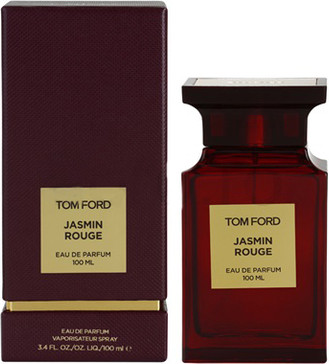 TOM FORD
JASMIN
ROUGE
EAU DE PARFUM
100 ML
EAU DE PARFUM
VAPORISATEUR SPRAY
3.4 FL. OZ./OZ. LIQ./100 ml ℮
TOM FORD
JASMIN
ROUGE
EAU DE PARFUM
100 ML